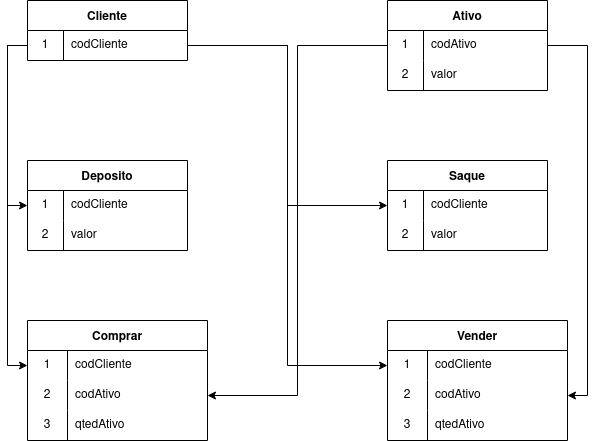 Cliente
1 codCliente
Ativo
1 codAtivo
2 valor
Deposito
1 codCliente
2 valor
Saque
1 codCliente
2 valor
Comprar
1 codCliente
2 codAtivo
3 qtedAtivo
Vender
1 codCliente
2 codAtivo
3 qtedAtivo